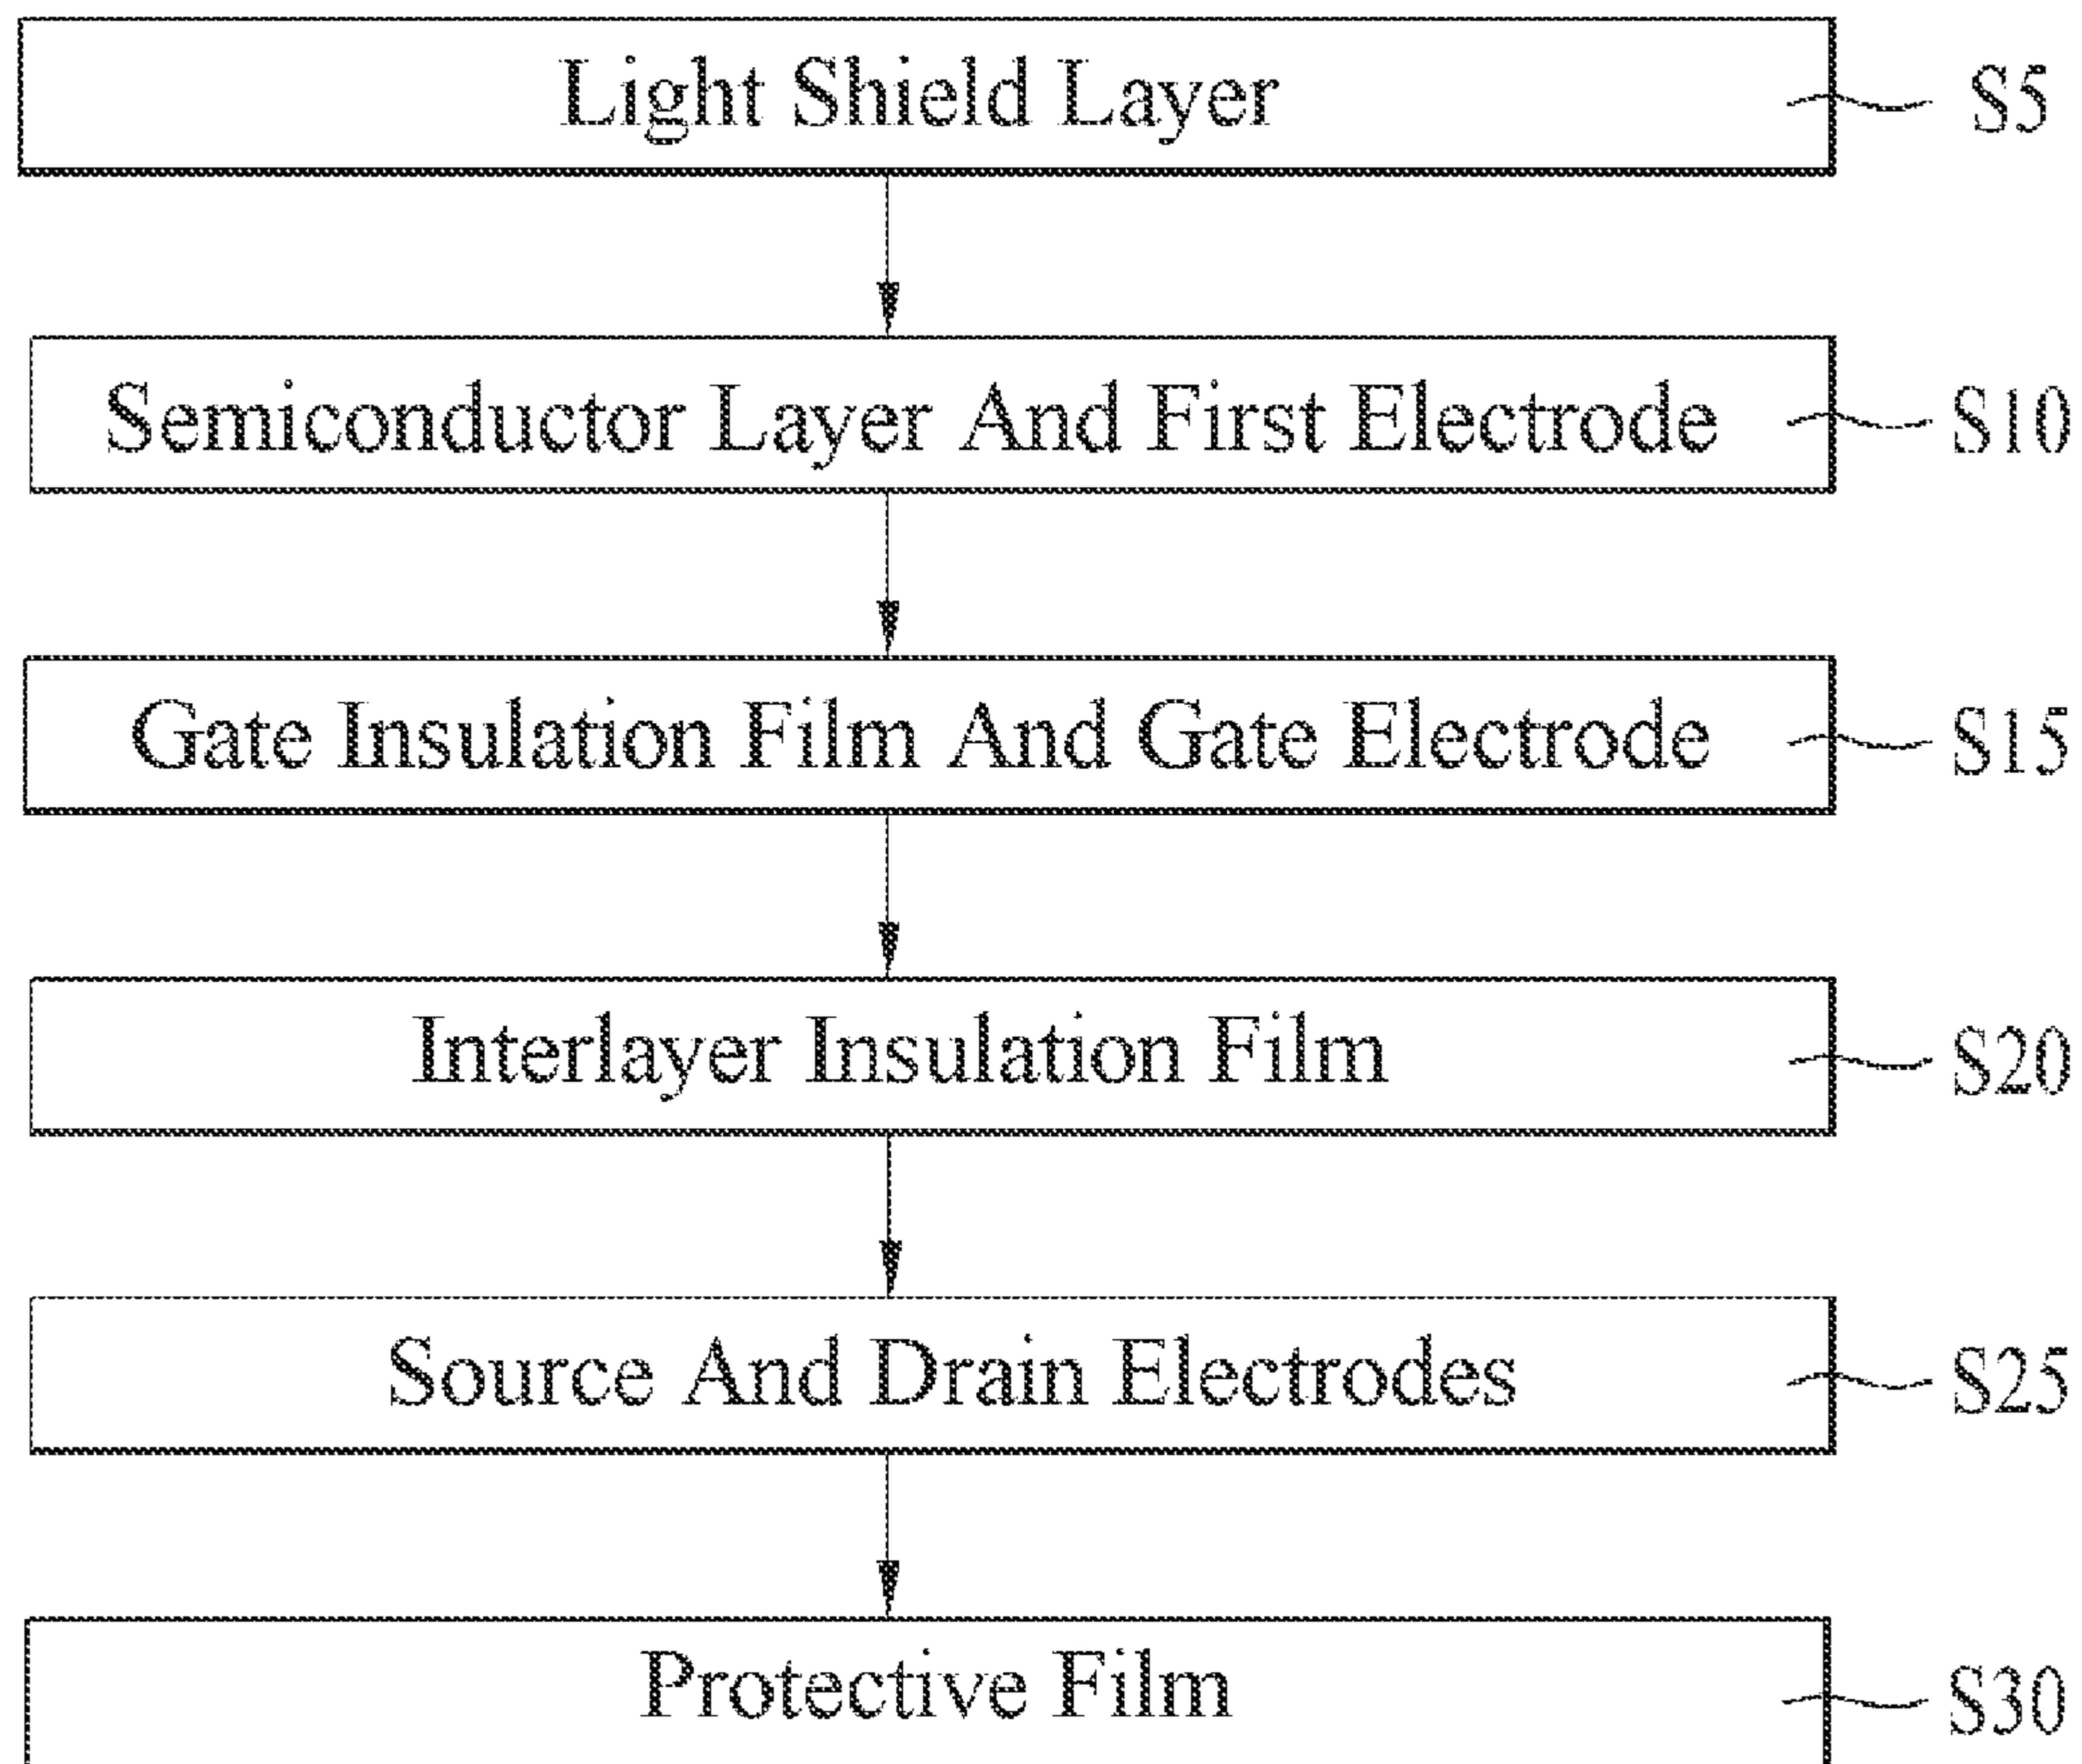 Light Shield Layer S5
Semiconductor Layer And First Electrode S10
Gate Insulation Film And Gate Electrode S15
Interlayer Insulation Film S20
Source And Drain Electrodes S25
Protective Film S30